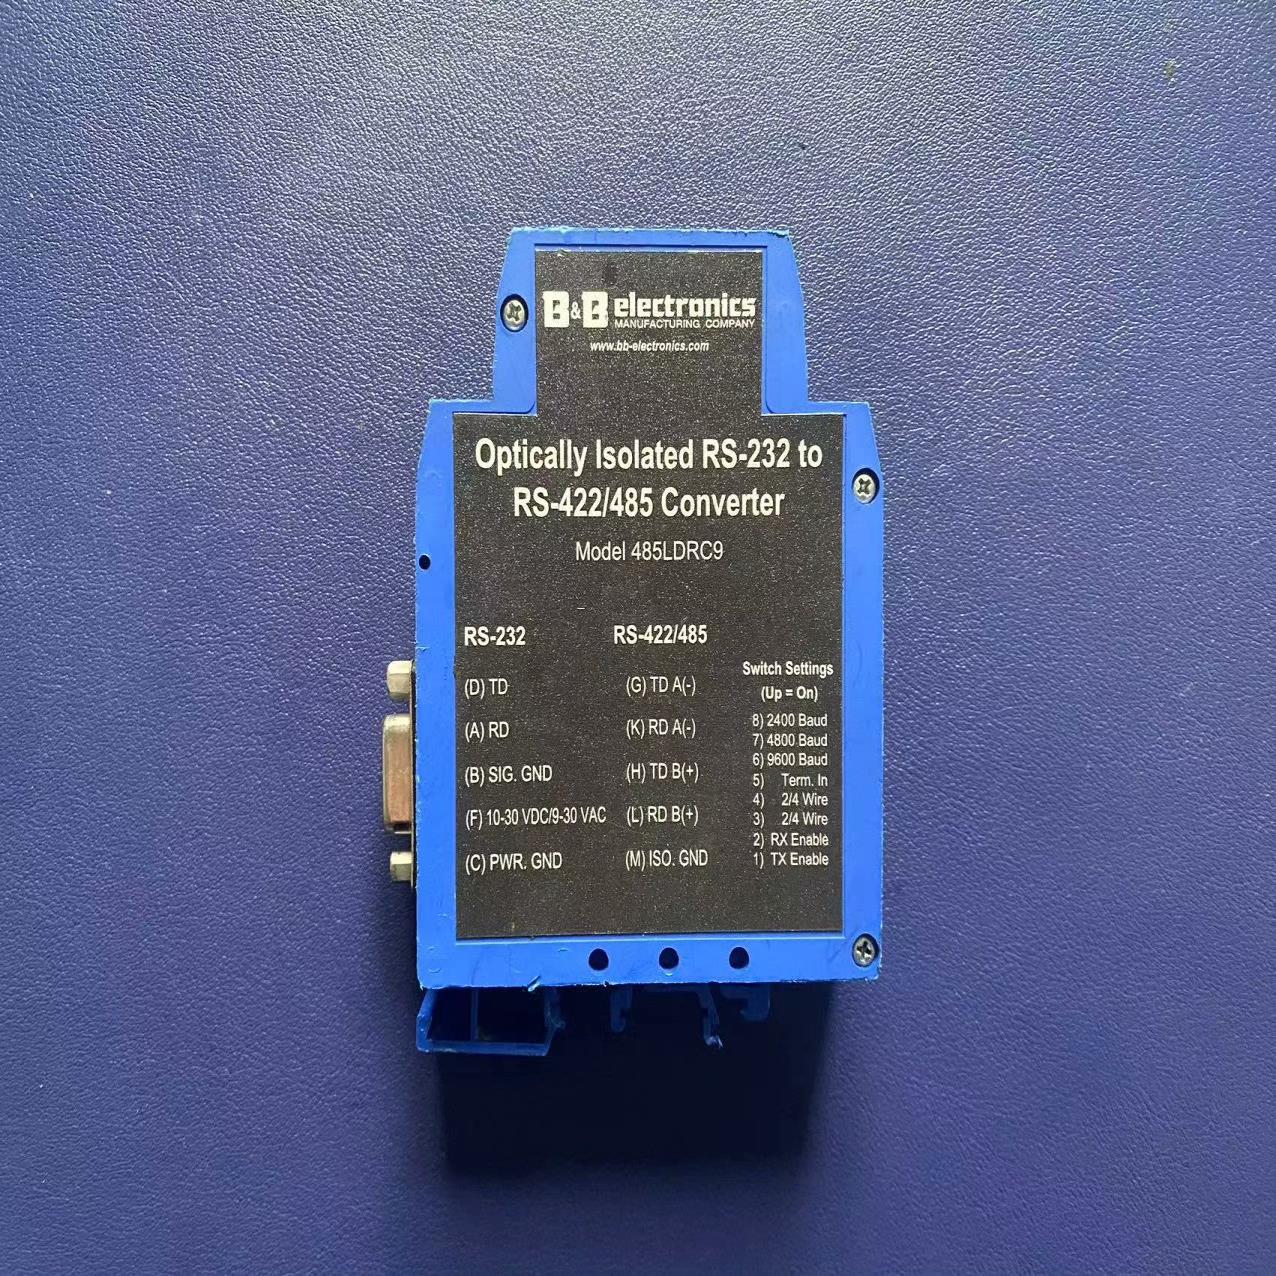 B&B electronics
MANUFACTURING COMPANY
www.bb-electronics.com
Optically Isolated RS-232 to
RS-422/485 Converter
Model 485LDRC9
RS-232
(D) TD
(A) RD
(B) SIG. GND
(F) 10-30 VDC/9-30 VAC
(C) PWR. GND
RS-422/485
(G) TD A(-)
(K) RD A(-)
(H) TD B(+)
(L) RD B(+)
(M) ISO. GND
Switch Settings
(Up = On)
8) 2400 Baud
7) 4800 Baud
6) 9600 Baud
5) Term. In
4) 2/4 Wire
3) 2/4 Wire
2) RX Enable
1) TX Enable